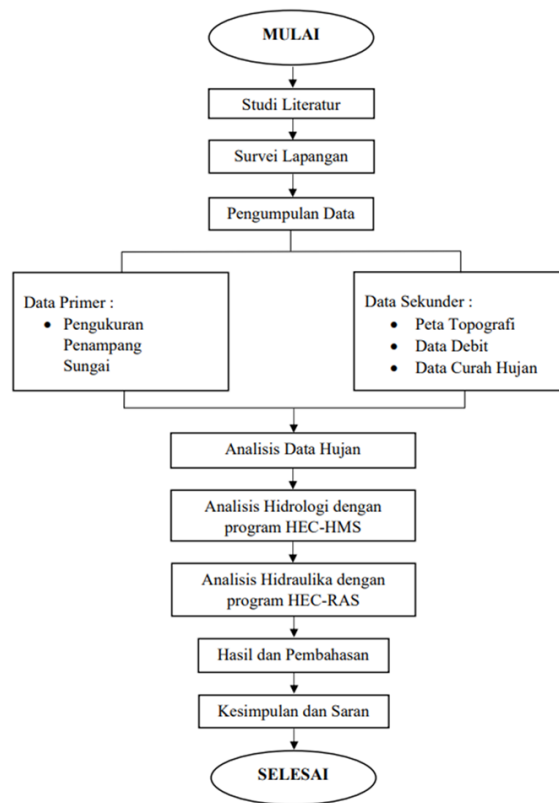 MULAI
Studi Literatur
Survei Lapangan
Pengumpulan Data
Data Primer :
• Pengukuran
Penampang
Sungai
Data Sekunder :
• Peta Topografi
• Data Debit
• Data Curah Hujan
Analisis Data Hujan
Analisis Hidrologi dengan
program HEC-HMS
Analisis Hidraulika dengan
program HEC-RAS
Hasil dan Pembahasan
Kesimpulan dan Saran
SELESAI